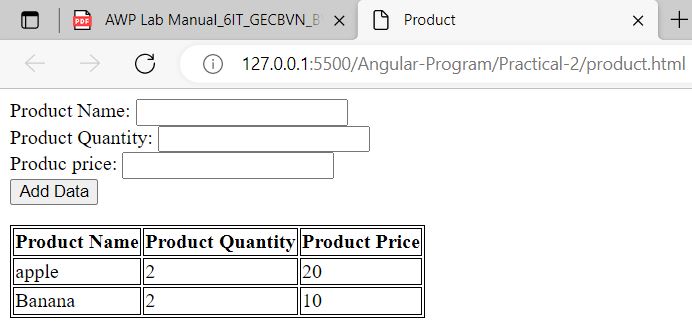 PDF AWP Lab Manual_6IT_GECBVN_B
Product
127.0.0.1:5500/Angular-Program/Practical-2/product.html
Product Name:
Product Quantity:
Produc price:
Add Data
Product Name Product Quantity Product Price
apple 2 20
Banana 2 10